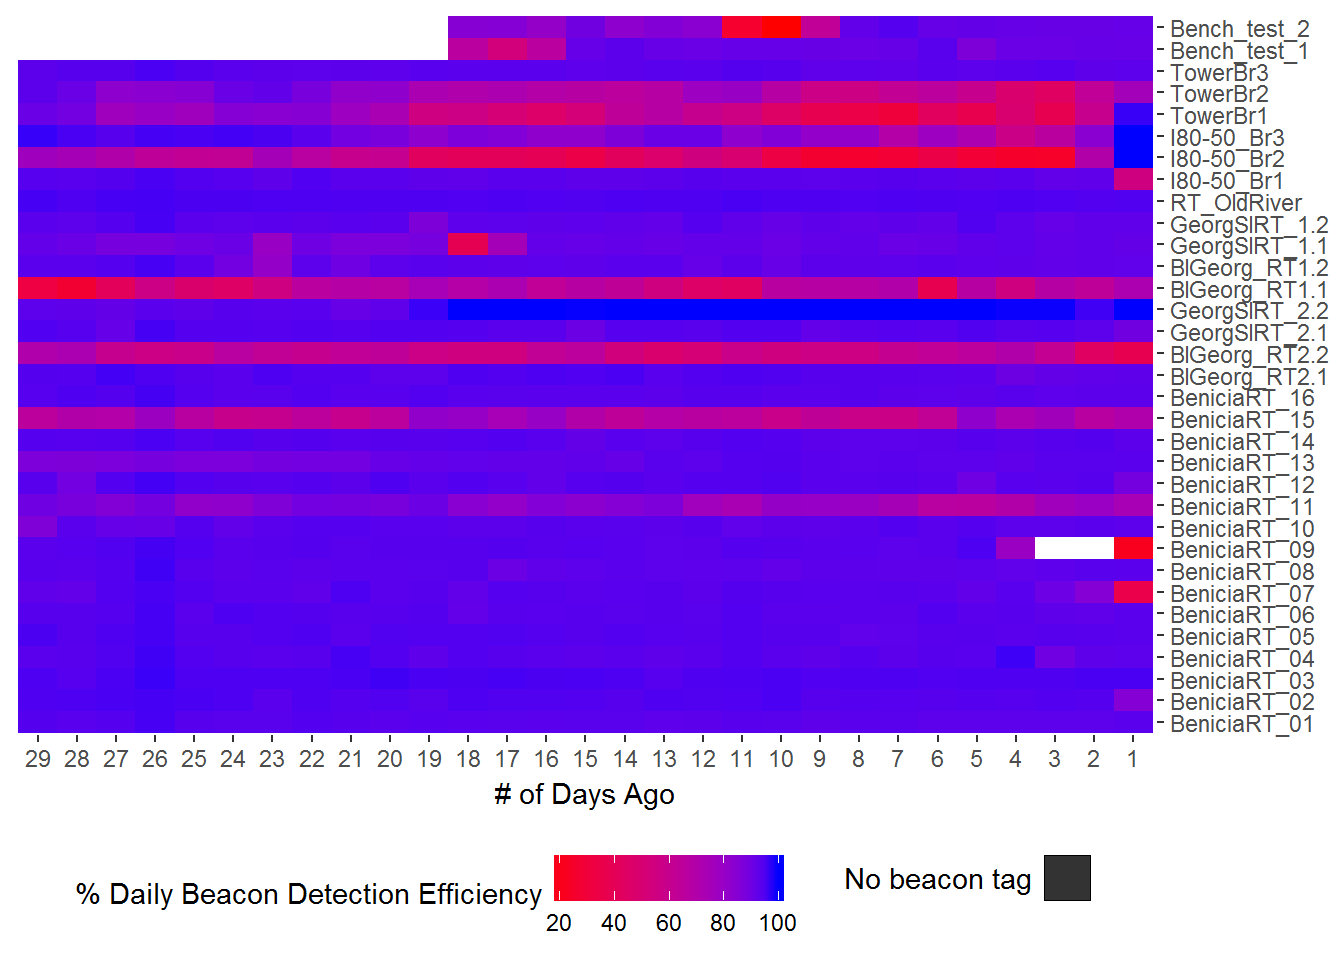 Bench_test_2
Bench_test_1
TowerBr3
TowerBr2
TowerBr1
I80-50_Br3
I80-50_Br2
I80-50_Br1
RT_OldRiver
GeorgSlRT_1.2
GeorgSlRT_1.1
BlGeorg_RT1.2
BlGeorg_RT1.1
GeorgSlRT_2.2
GeorgSlRT_2.1
BlGeorg_RT2.2
BlGeorg_RT2.1
BeniciaRT_16
BeniciaRT_15
BeniciaRT_14
BeniciaRT_13
BeniciaRT_12
BeniciaRT_11
BeniciaRT_10
BeniciaRT_09
BeniciaRT_08
BeniciaRT_07
BeniciaRT_06
BeniciaRT_05
BeniciaRT_04
BeniciaRT_03
BeniciaRT_02
BeniciaRT_01
29 28 27 26 25 24 23 22 21 20 19 18 17 16 15 14 13 12 11 10 9 8 7 6 5 4 3 2 1
# of Days Ago
% Daily Beacon Detection Efficiency
20 40 60 80 100
No beacon tag